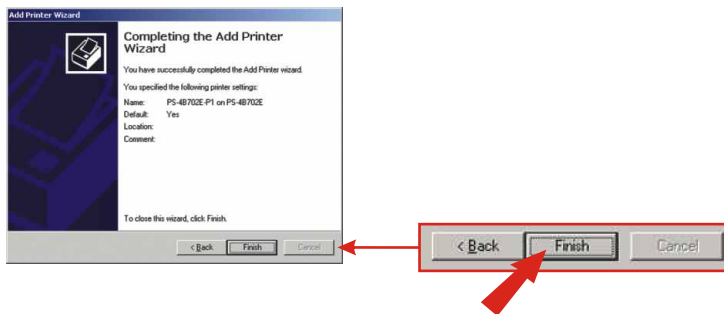 Add Printer Wizard
Completing the Add Printer
Wizard
You have successfully completed the Add Printer wizard.
You specified the following printer settings:
Name: PS-4B702E-P1 on PS-4B702E
Default: Yes
Location:
Comment:
To close this wizard, click Finish.
< Back Finish Cancel
< Back Finish Cancel